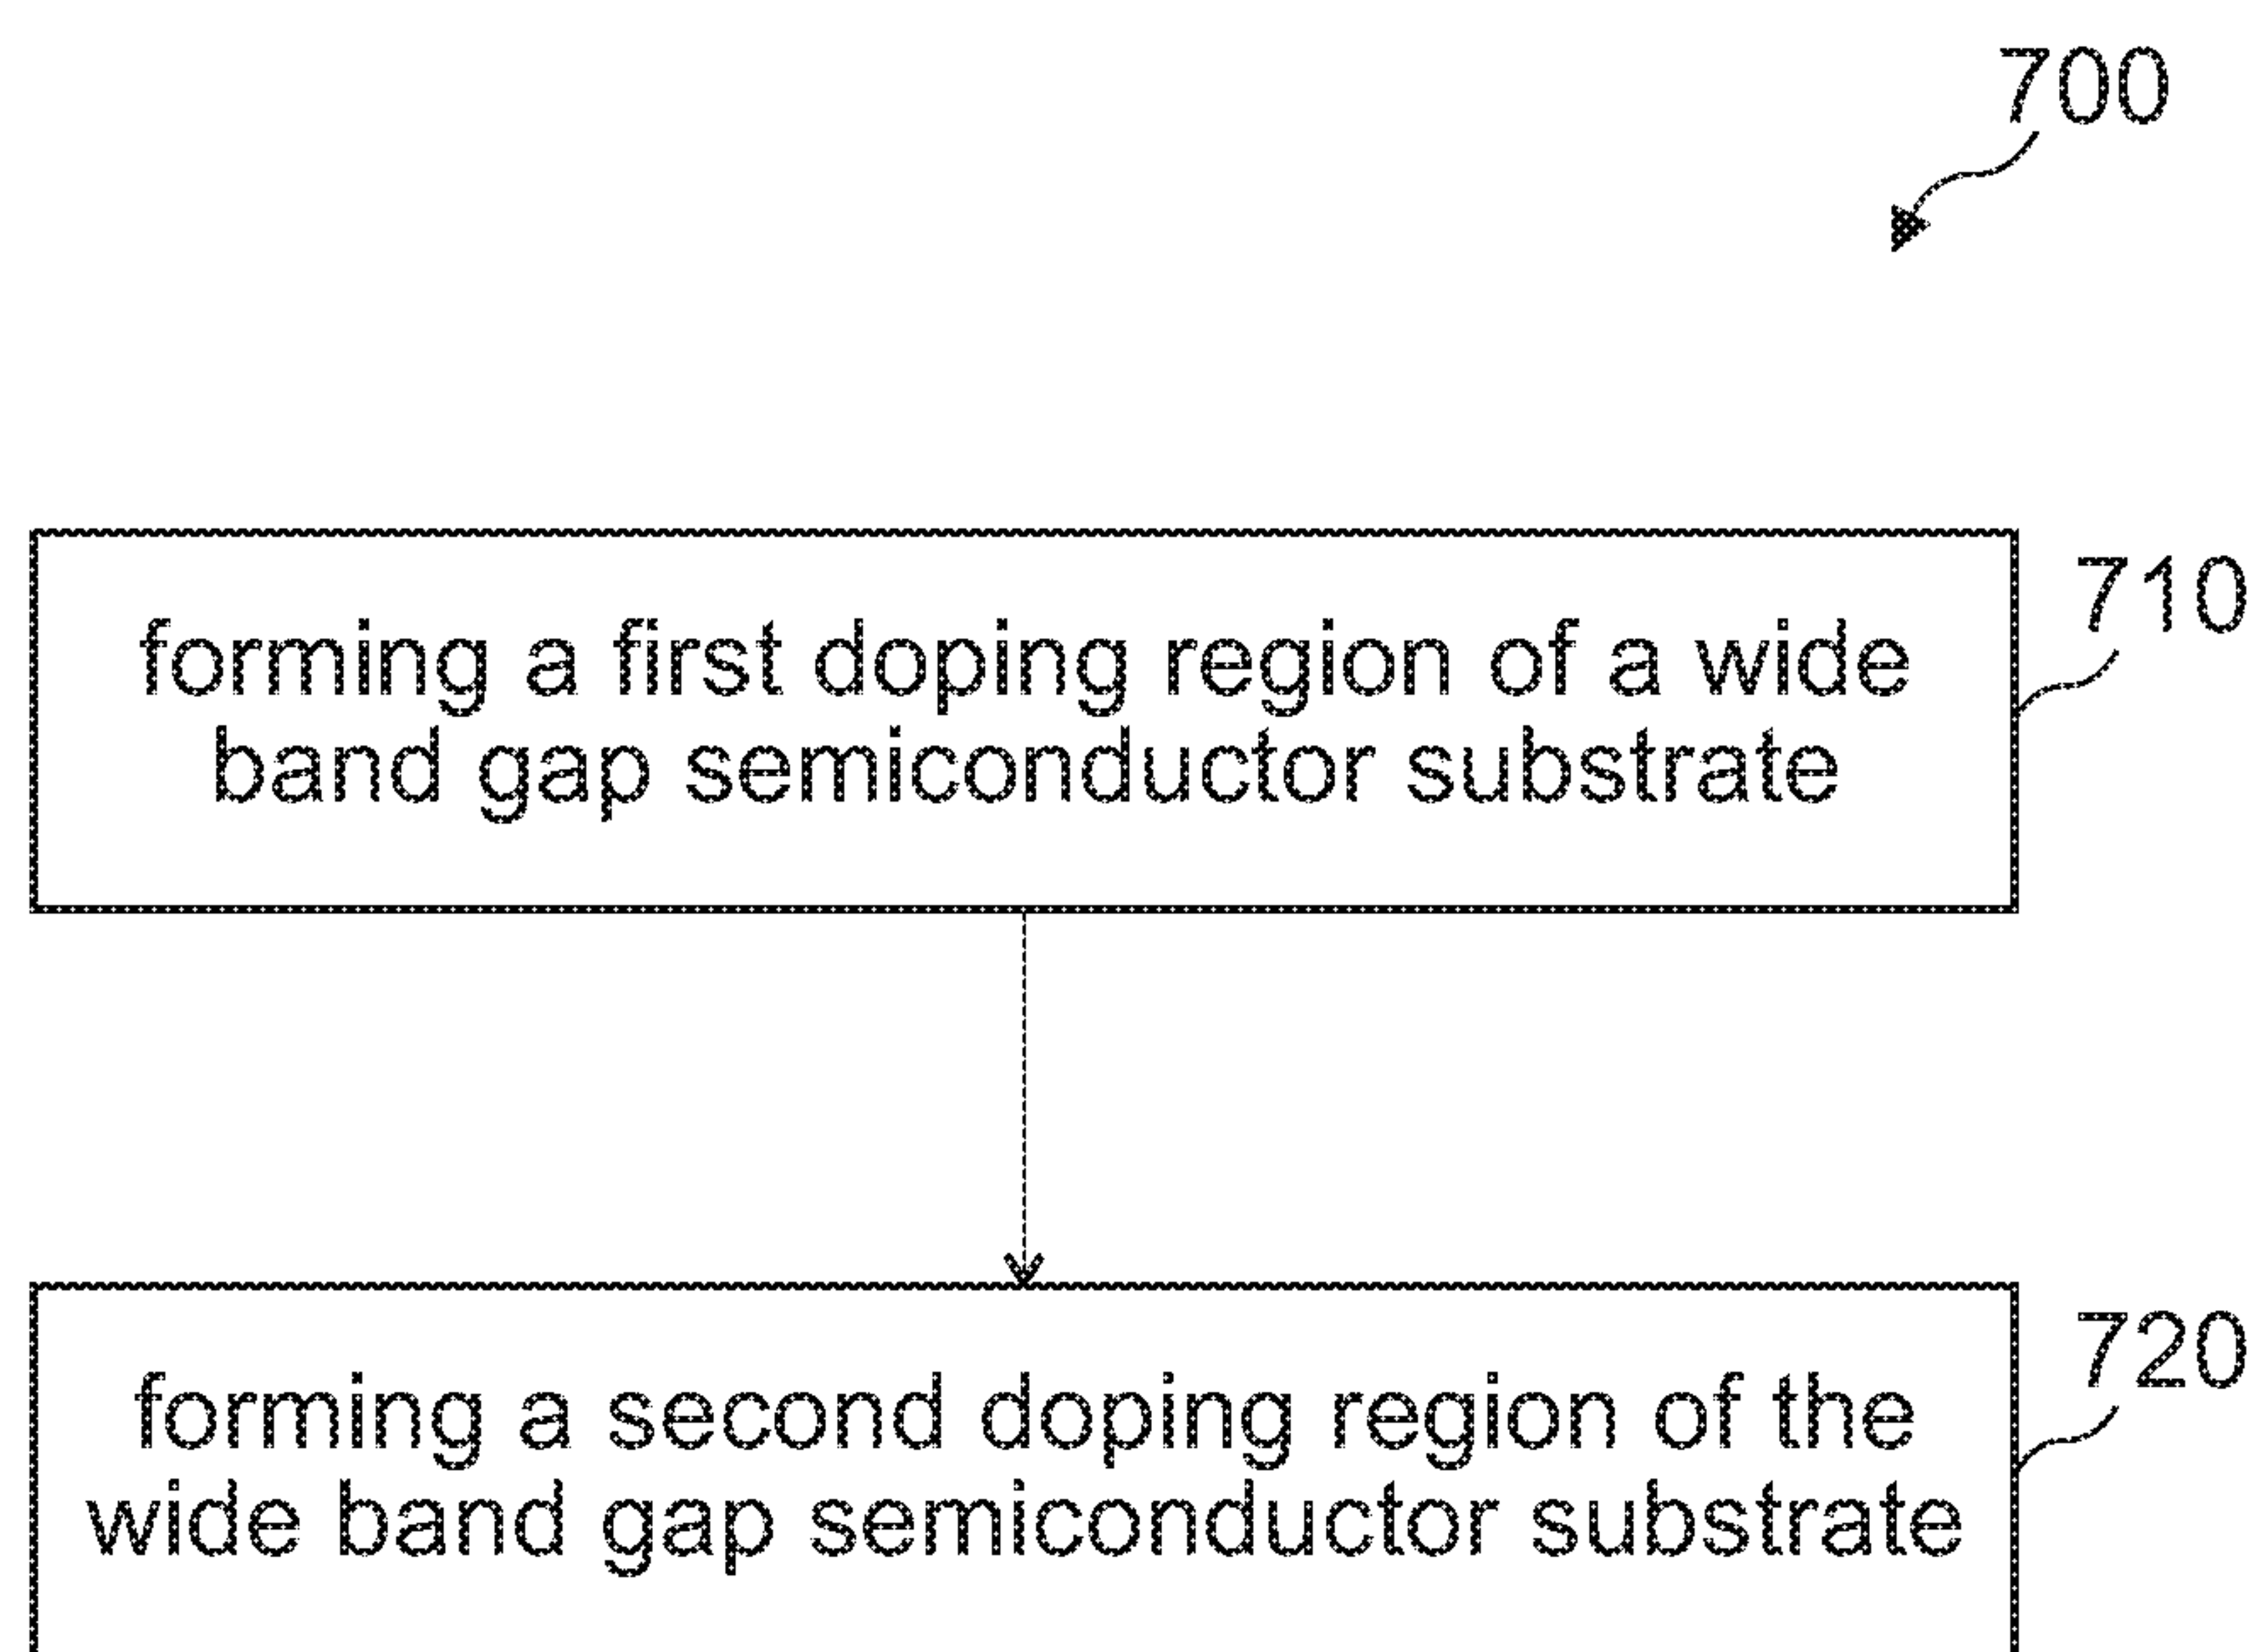 700
710
forming a first doping region of a wide
band gap semiconductor substrate
720
forming a second doping region of the
wide band gap semiconductor substrate